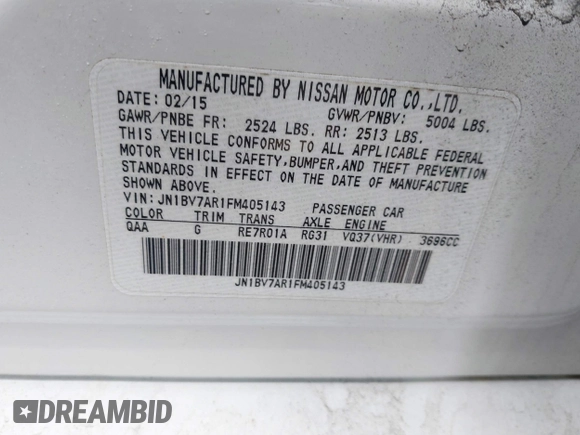 MANUFACTURED BY NISSAN MOTOR CO.,LTD.
DATE: 02/15 GVWR/PNBV: 5004 LBS.
GAWR/PNBE FR: 2524 LBS. RR: 2513 LBS.
THIS VEHICLE CONFORMS TO ALL APPLICABLE FEDERAL
MOTOR VEHICLE SAFETY,BUMPER,AND THEFT PREVENTION
STANDARDS IN EFFECT ON THE DATE OF MANUFACTURE
SHOWN ABOVE.
VIN: JN1BV7AR1FM405143 PASSENGER CAR
COLOR TRIM TRANS AXLE ENGINE
QAA G RE7R01A RG31 VQ37(VHR) 3696CC
JN1BV7AR1FM405143
DREAMBID